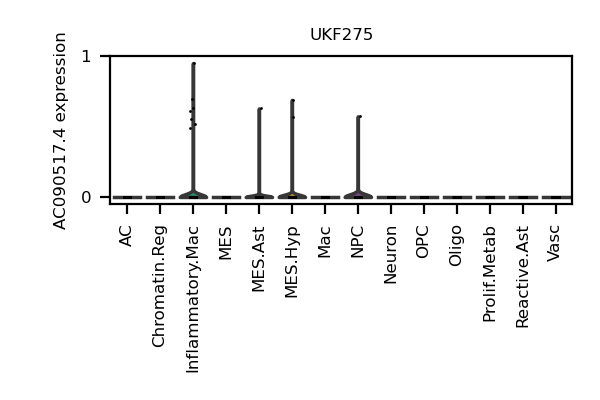 UKF275
AC090517.4 expression
1
0
AC
Chromatin.Reg
Inflammatory.Mac
MES
MES.Ast
MES.Hyp
Mac
NPC
Neuron
OPC
Oligo
Prolif.Metab
Reactive.Ast
Vasc